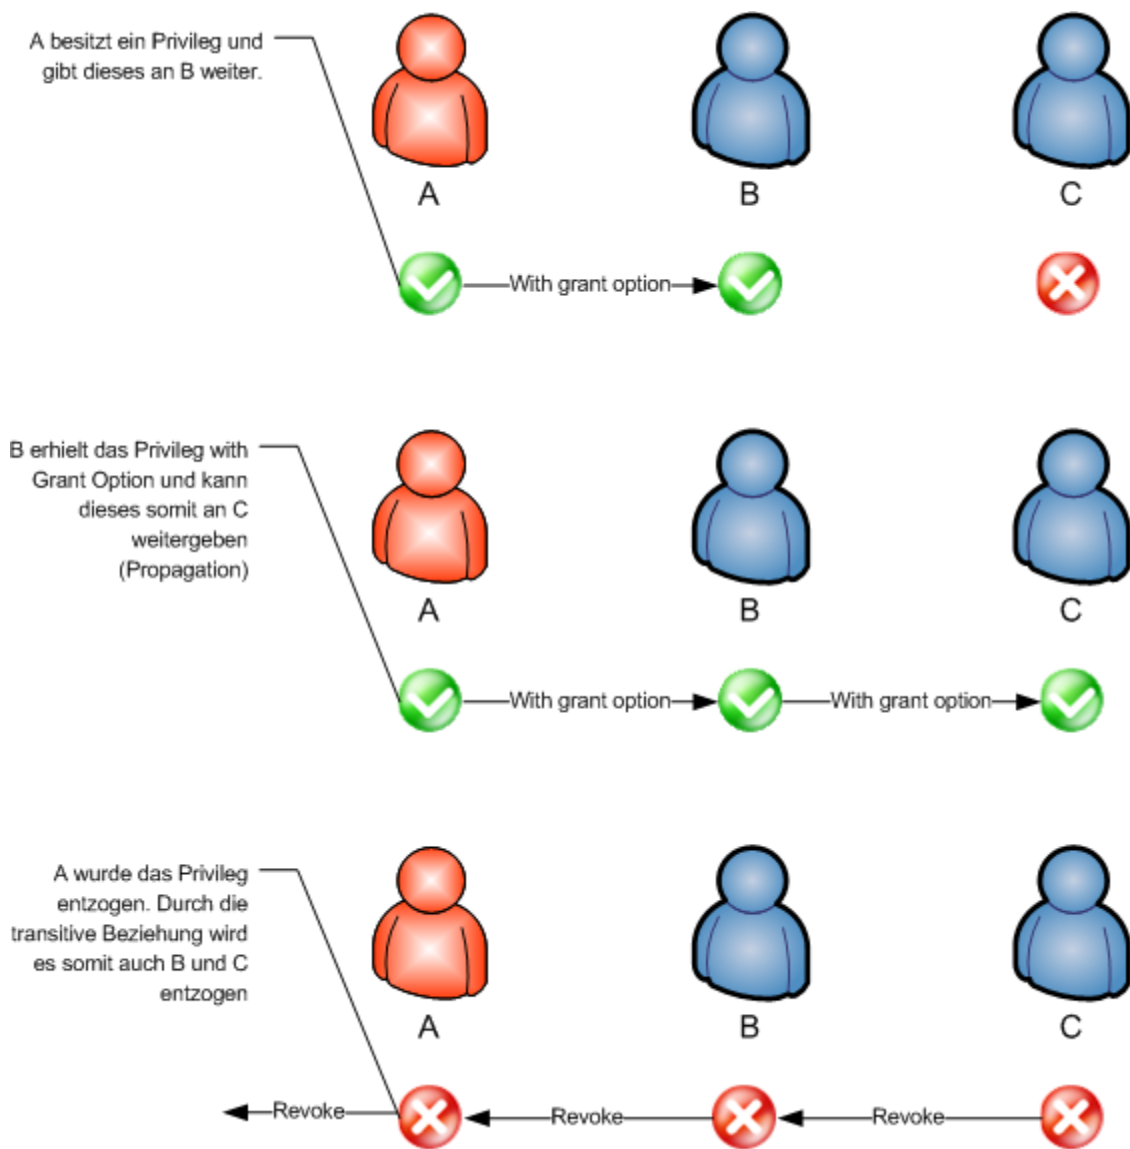 A besitzt ein Privileg und
gibt dieses an B weiter.
A
B
C
With grant option
B erhielt das Privileg with
Grant Option und kann
dieses somit an C
weitergeben
(Propagation)
A
B
C
With grant option
With grant option
A wurde das Privileg
entzogen. Durch die
transitive Beziehung wird
es somit auch B und C
entzogen
A
B
C
Revoke
Revoke
Revoke